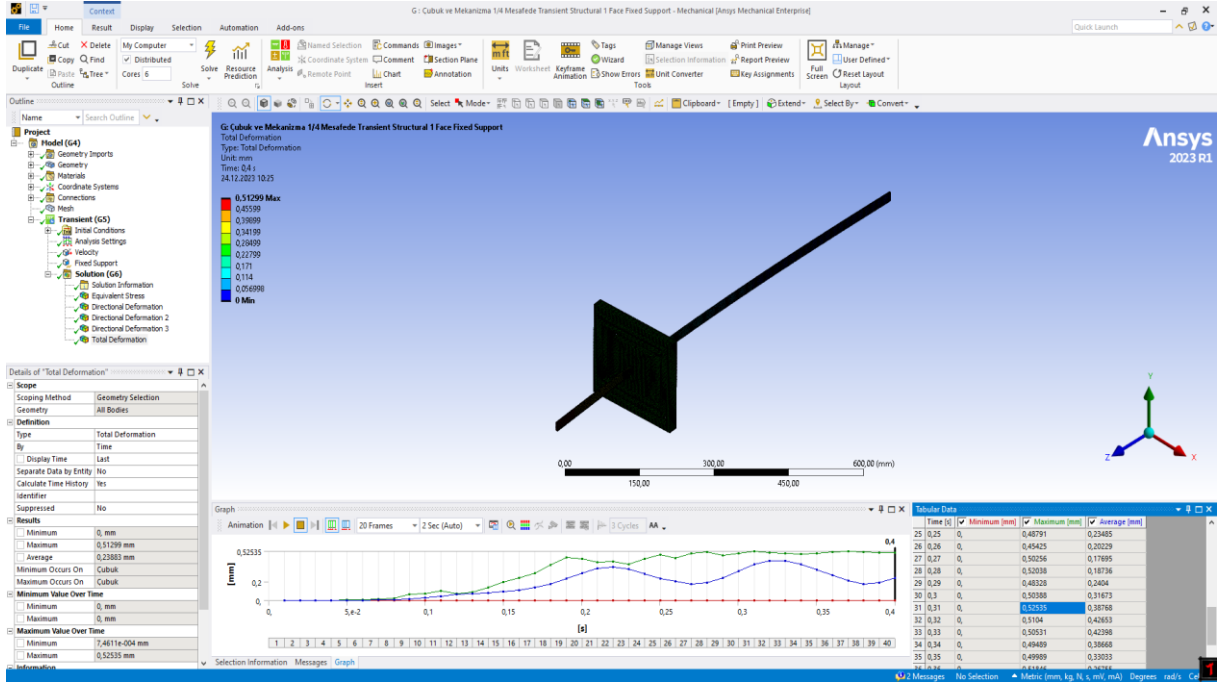 Context
G : Çubuk ve Mekanizma 1/4 Mesafede Transient Structural 1 Face Fixed Support - Mechanical [Ansys Mechanical Enterprise]
File Home Result Display Selection Automation Add-ons Quick Launch
Duplicate Cut Copy Paste Delete Find Tree
Outline
My Computer Distributed Cores 6 Solve Resource Prediction
Solve
Analysis Named Selection Coordinate System Remote Point Commands Comment Chart Images Section Plane Annotation
Insert
Units Worksheet Keyframe Animation Tags Wizard Show Errors Manage Views Selection Information Unit Converter Print Preview Report Preview Key Assignments
Tools
Full Screen Manage User Defined Reset Layout
Layout
Outline
Name Search Outline
Select Mode Clipboard [Empty] Extend Select By Convert
Project
Model (G4)
Geometry Imports
Geometry
Materials
Coordinate Systems
Connections
Mesh
Transient (G5)
Initial Conditions
Analysis Settings
Velocity
Fixed Support
Solution (G6)
Solution Information
Equivalent Stress
Directional Deformation
Directional Deformation 2
Directional Deformation 3
Total Deformation
Details of "Total Deformation"
Scope
Scoping Method Geometry Selection
Geometry All Bodies
Definition
Type Total Deformation
By Time
Display Time Last
Separate Data by Entity No
Calculate Time History Yes
Identifier
Suppressed No
Results
Minimum 0, mm
Maximum 0,51299 mm
Average 0,23883 mm
Minimum Occurs On Çubuk
Maximum Occurs On Çubuk
Minimum Value Over Time
Minimum 0, mm
Maximum 0, mm
Maximum Value Over Time
Minimum 7,4611e-004 mm
Maximum 0,52535 mm
Information
G: Çubuk ve Mekanizma 1/4 Mesafede Transient Structural 1 Face Fixed Support
Total Deformation
Type: Total Deformation
Unit: mm
Time: 0,4 s
24.12.2023 10:25
0,51299 Max
0,45599
0,39899
0,34199
0,28499
0,22799
0,171
0,114
0,056998
0 Min
Ansys
2023 R1
0,00 300,00 600,00 (mm)
150,00 450,00
Y
Z
X
Graph
Animation 20 Frames 2 Sec (Auto) 3 Cycles
0,4
0,52535
[mm]
0,2
0,
0, 5,e-2 0,1 0,15 0,2 0,25 0,3 0,35 0,4
[s]
1 2 3 4 5 6 7 8 9 10 11 12 13 14 15 16 17 18 19 20 21 22 23 24 25 26 27 28 29 30 31 32 33 34 35 36 37 38 39 40
Selection Information Messages Graph
Tabular Data
Time [s] Minimum [mm] Maximum [mm] Average [mm]
25 0,25 0, 0,48791 0,23485
26 0,26 0, 0,45425 0,20229
27 0,27 0, 0,50256 0,17695
28 0,28 0, 0,52038 0,18736
29 0,29 0, 0,48328 0,2404
30 0,3 0, 0,50388 0,31673
31 0,31 0, 0,52535 0,38768
32 0,32 0, 0,5104 0,42653
33 0,33 0, 0,50531 0,42398
34 0,34 0, 0,49489 0,38668
35 0,35 0, 0,49989 0,33033
2 Messages No Selection Metric (mm, kg, N, s, mV, mA) Degrees rad/s